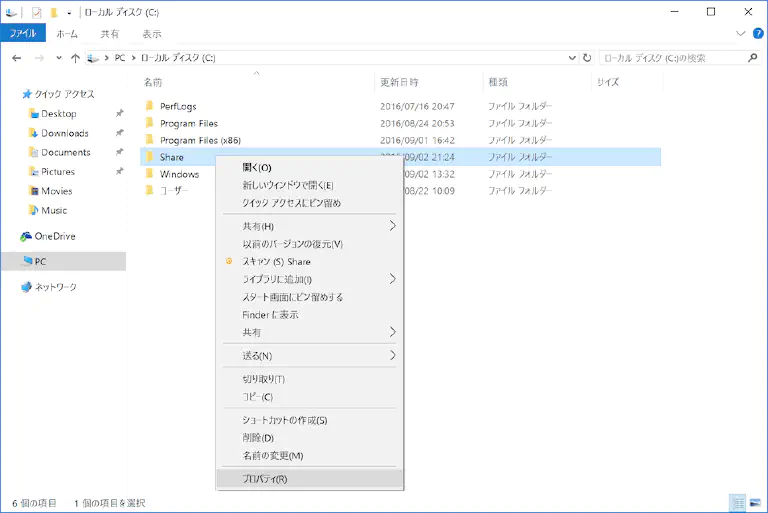 ローカル ディスク (C:)
ファイル ホーム 共有 表示
PC ローカル ディスク (C:) ローカル ディスク (C:)の検索
名前 更新日時 種類 サイズ
クイック アクセス
Desktop
Downloads
Documents
Pictures
Movies
Music
OneDrive
PC
ネットワーク
PerfLogs 2016/07/16 20:47 ファイル フォルダー
Program Files 2016/08/24 20:53 ファイル フォルダー
Program Files (x86) 2016/09/01 16:42 ファイル フォルダー
Share 2016/09/02 21:24 ファイル フォルダー
Windows /09/02 13:32 ファイル フォルダー
ユーザー /08/22 10:09 ファイル フォルダー
開く(O)
新しいウィンドウで開く(E)
クイック アクセスにピン留め
共有(H)
以前のバージョンの復元(V)
スキャン (S) Share
ライブラリに追加(I)
スタート画面にピン留めする
Finder に表示
共有
送る(N)
切り取り(T)
コピー(C)
ショートカットの作成(S)
削除(D)
名前の変更(M)
プロパティ(R)
6 個の項目 1 個の項目を選択